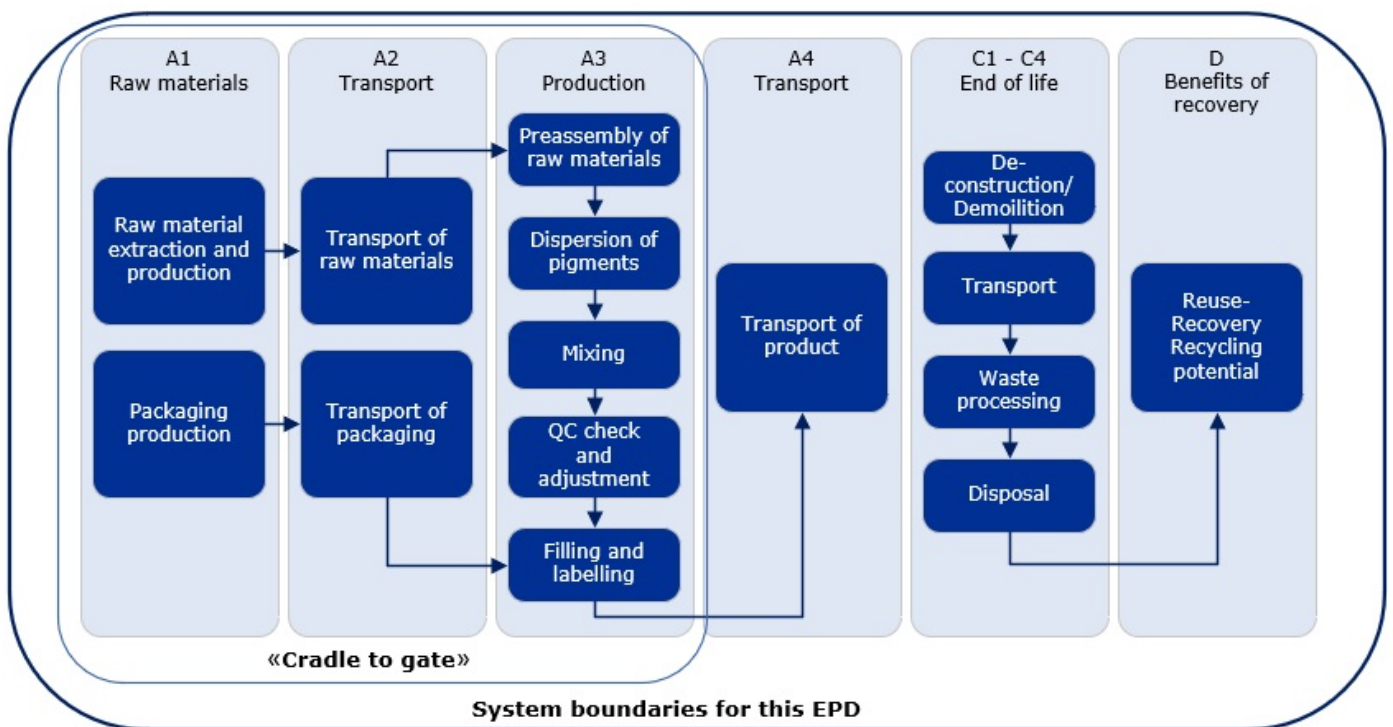 A1
Raw materials
A2
Transport
A3
Production
A4
Transport
C1 - C4
End of life
D
Benefits of
recovery
Raw material
extraction and
production
Packaging
production
Transport of
raw materials
Transport of
packaging
Preassembly of
raw materials
Dispersion of
pigments
Mixing
QC check
and
adjustment
Filling and
labelling
Transport of
product
De-
construction/
Demoilition
Transport
Waste
processing
Disposal
Reuse-
Recovery
Recycling
potential
«Cradle to gate»
System boundaries for this EPD